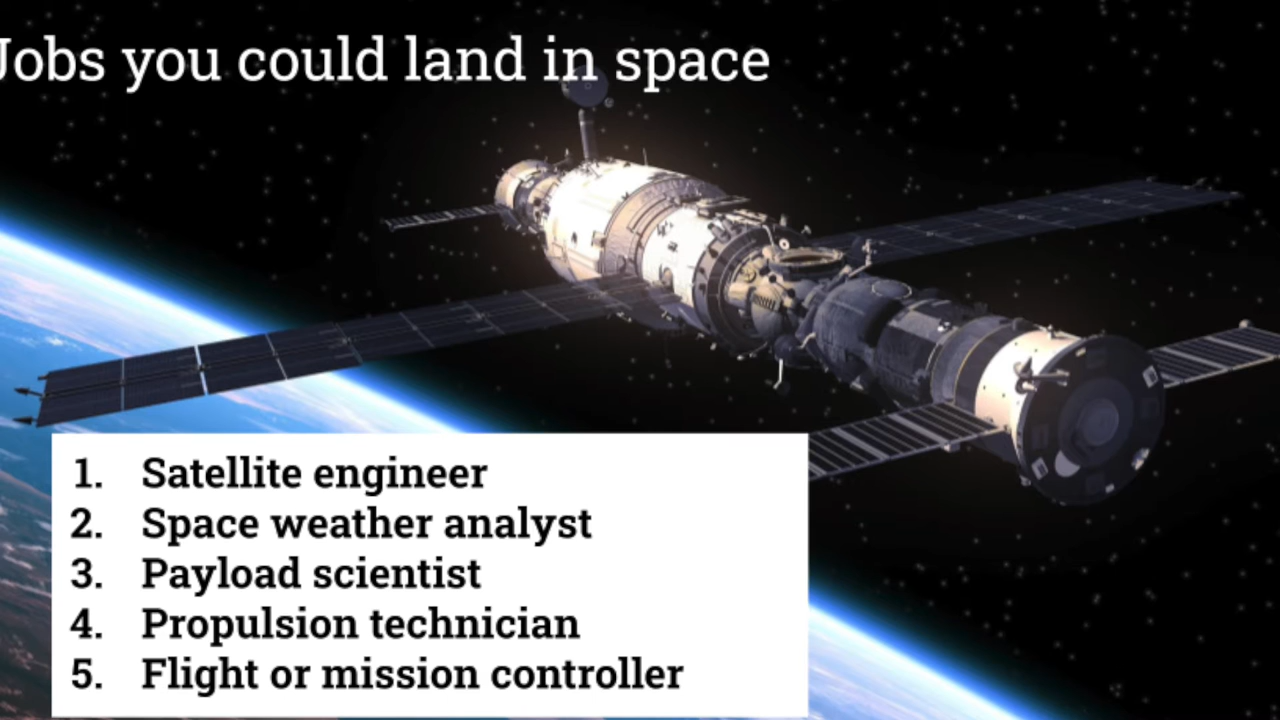 Jobs you could land in space
1. Satellite engineer
2. Space weather analyst
3. Payload scientist
4. Propulsion technician
5. Flight or mission controller